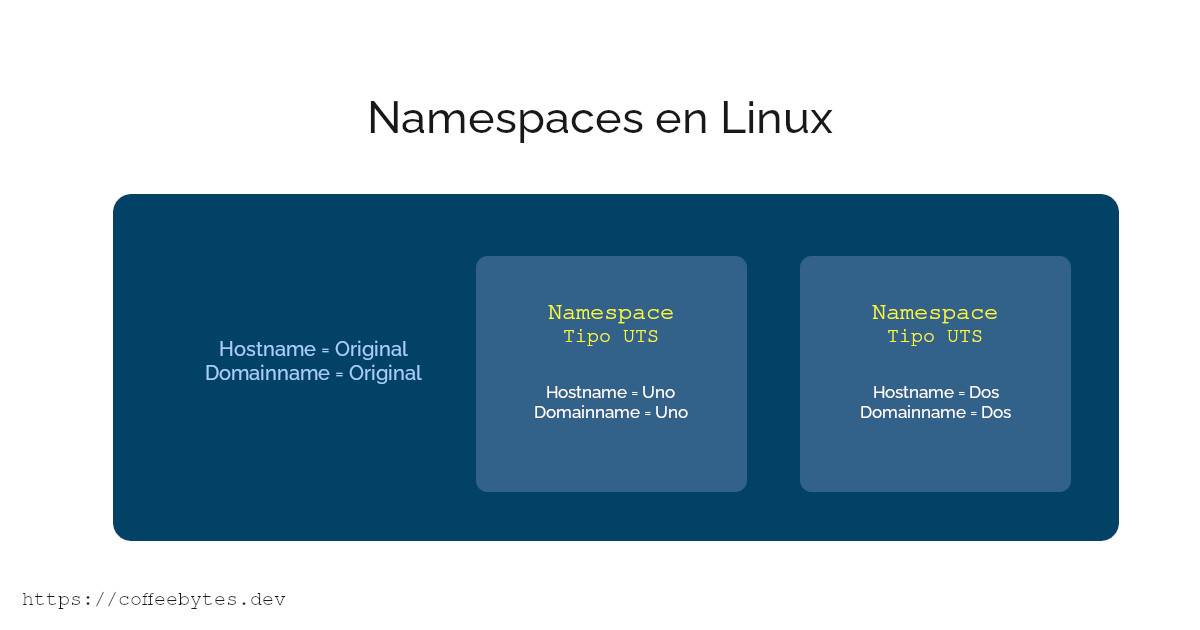 Namespaces en Linux
Hostname = Original
Domainname = Original
Namespace
Tipo UTS
Hostname = Uno
Domainname = Uno
Namespace
Tipo UTS
Hostname = Dos
Domainname = Dos
https://coffeebytes.dev